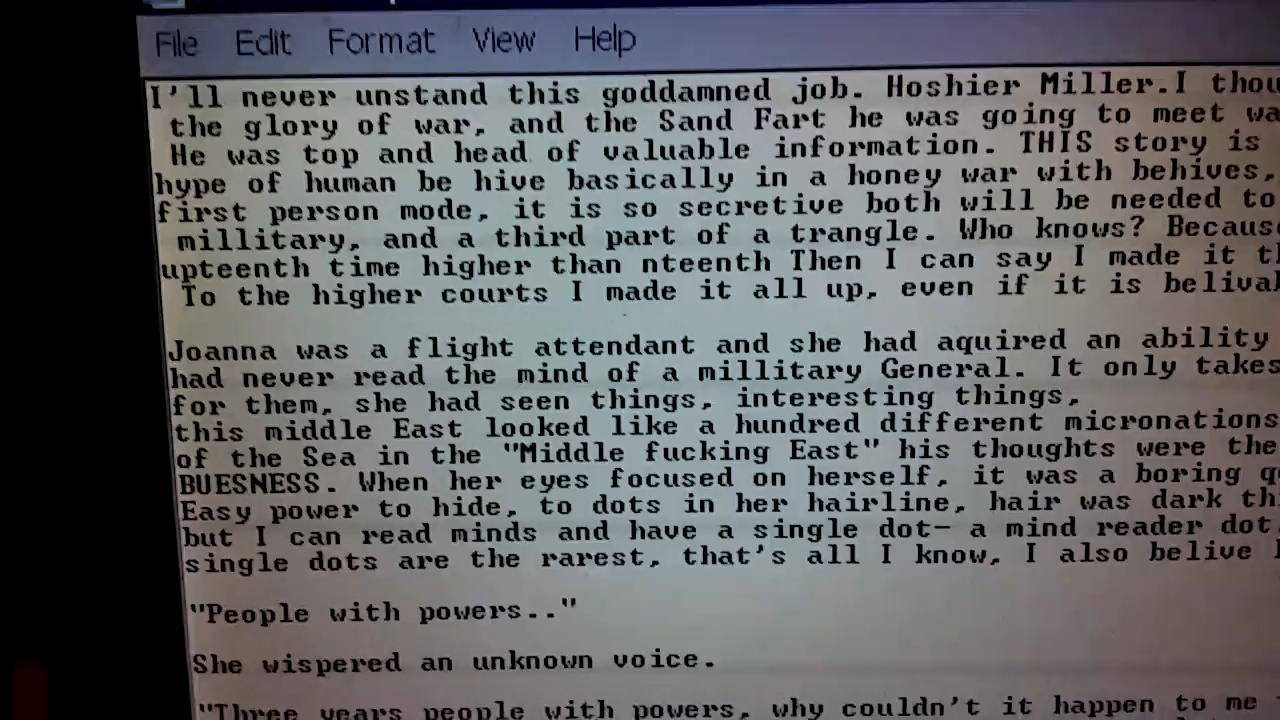 File Edit Format View Help
I'll never unstand this goddamned job. Hoshier Miller.I
the glory of war, and the Sand Fart he was going to meet
He was top and head of valuable information. THIS story is
hype of human be hive basically in a honey war with behives,
first person mode, it is so secretive both will be needed to
millitary, and a third part of a trangle. Who knows?
upteenth time higher than nteenth Then I can say I made it
To the higher courts I made it all up, even if it is
Joanna was a flight attendant and she had aquired an ability
had never read the mind of a millitary General. It only takes
for them, she had seen things, interesting things,
this middle East looked like a hundred different micronations
of the Sea in the "Middle fucking East" his thoughts were the
BUESNESS. When her eyes focused on herself, it was a boring
Easy power to hide, to dots in her hairline, hair was dark
but I can read minds and have a single dot— a mind reader dot
single dots are the rarest, that's all I know, I also belive
"People with powers.."
She wispered an unknown voice.
"Three years people with powers, why couldn't it happen to me